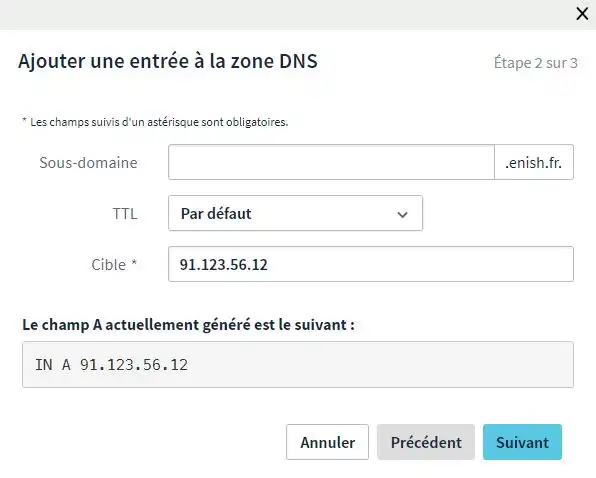 Ajouter une entrée à la zone DNS
Étape 2 sur 3
* Les champs suivis d'un astérisque sont obligatoires.
Sous-domaine
.enish.fr.
TTL
Par défaut
Cible *
91.123.56.12
Le champ A actuellement généré est le suivant :
IN A 91.123.56.12
Annuler
Précédent
Suivant